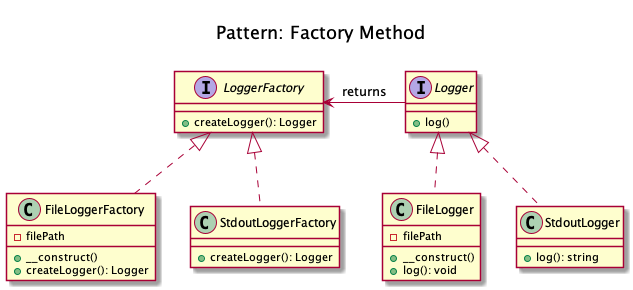 Pattern: Factory Method
I LoggerFactory
createLogger(): Logger
returns
I Logger
log()
C FileLoggerFactory
filePath
__construct()
createLogger(): Logger
C StdoutLoggerFactory
createLogger(): Logger
C FileLogger
filePath
__construct()
log(): void
C StdoutLogger
log(): string